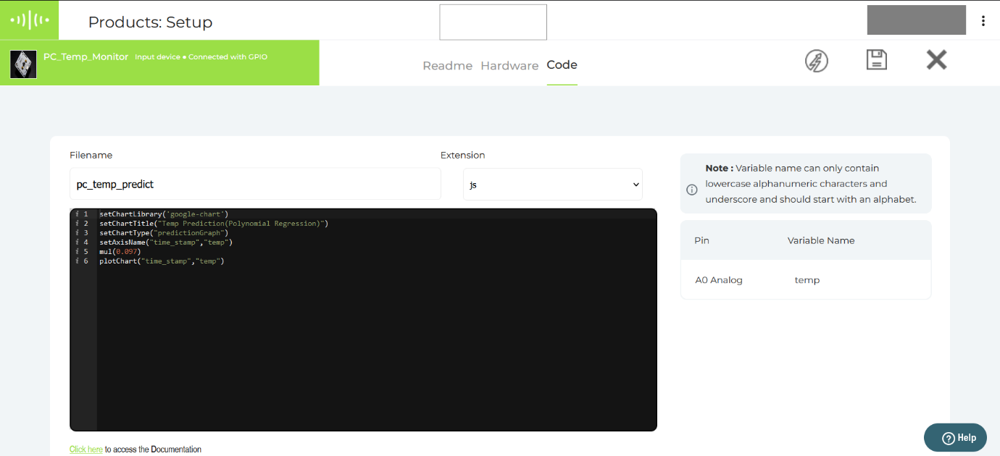 Products: Setup
PC_Temp_Monitor Input device ● Connected with GPIO
Readme Hardware Code
Filename
Extension
pc_temp_predict
js
i 1 setChartLibrary('google-chart')
i 2 setChartTitle("Temp Prediction(Polynomial Regression)")
i 3 setChartType("predictionGraph")
i 4 setAxisName("time_stamp","temp")
i 5 mul(0.097)
i 6 plotChart("time_stamp","temp")
Note : Variable name can only contain
lowercase alphanumeric characters and
underscore and should start with an alphabet.
Pin Variable Name
A0 Analog temp
Click here to access the Documentation
Help